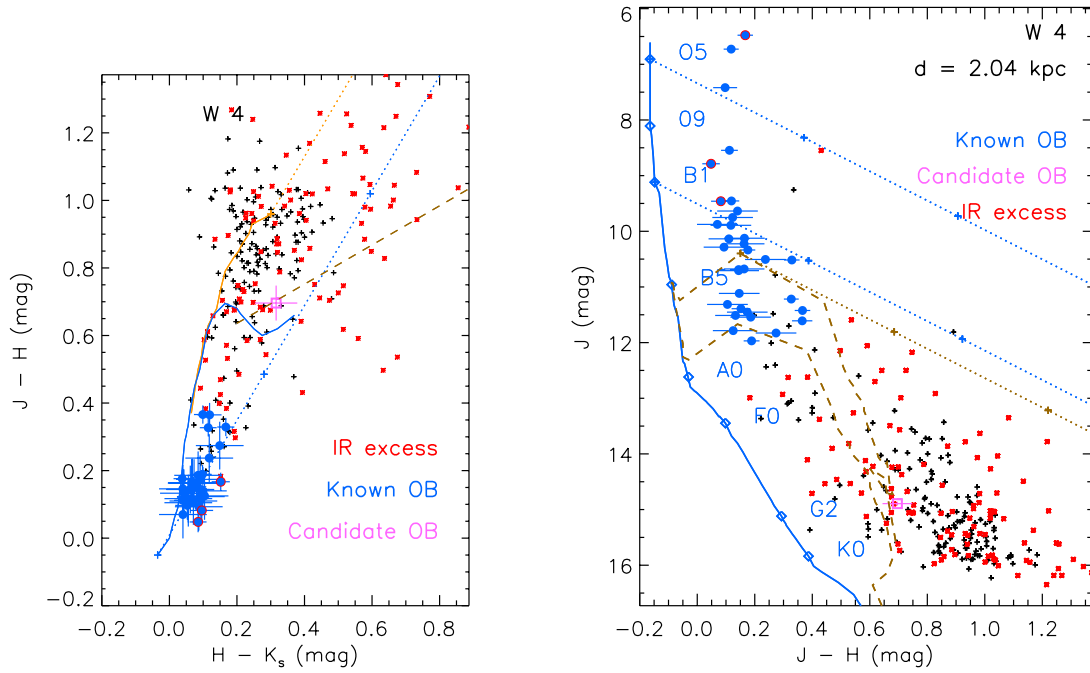 W 4
1.2
1.0
0.8
0.6
0.4
0.2
0.0
−0.2
IR excess
Known OB
Candidate OB
−0.2 0.0 0.2 0.4 0.6 0.8
H − Ks (mag)
J − H (mag)
6
8
10
12
14
16
W 4
d = 2.04 kpc
Known OB
Candidate OB
IR excess
O5
O9
B1
B5
A0
F0
G2
K0
−0.2 0.0 0.2 0.4 0.6 0.8 1.0 1.2
J − H (mag)
J (mag)